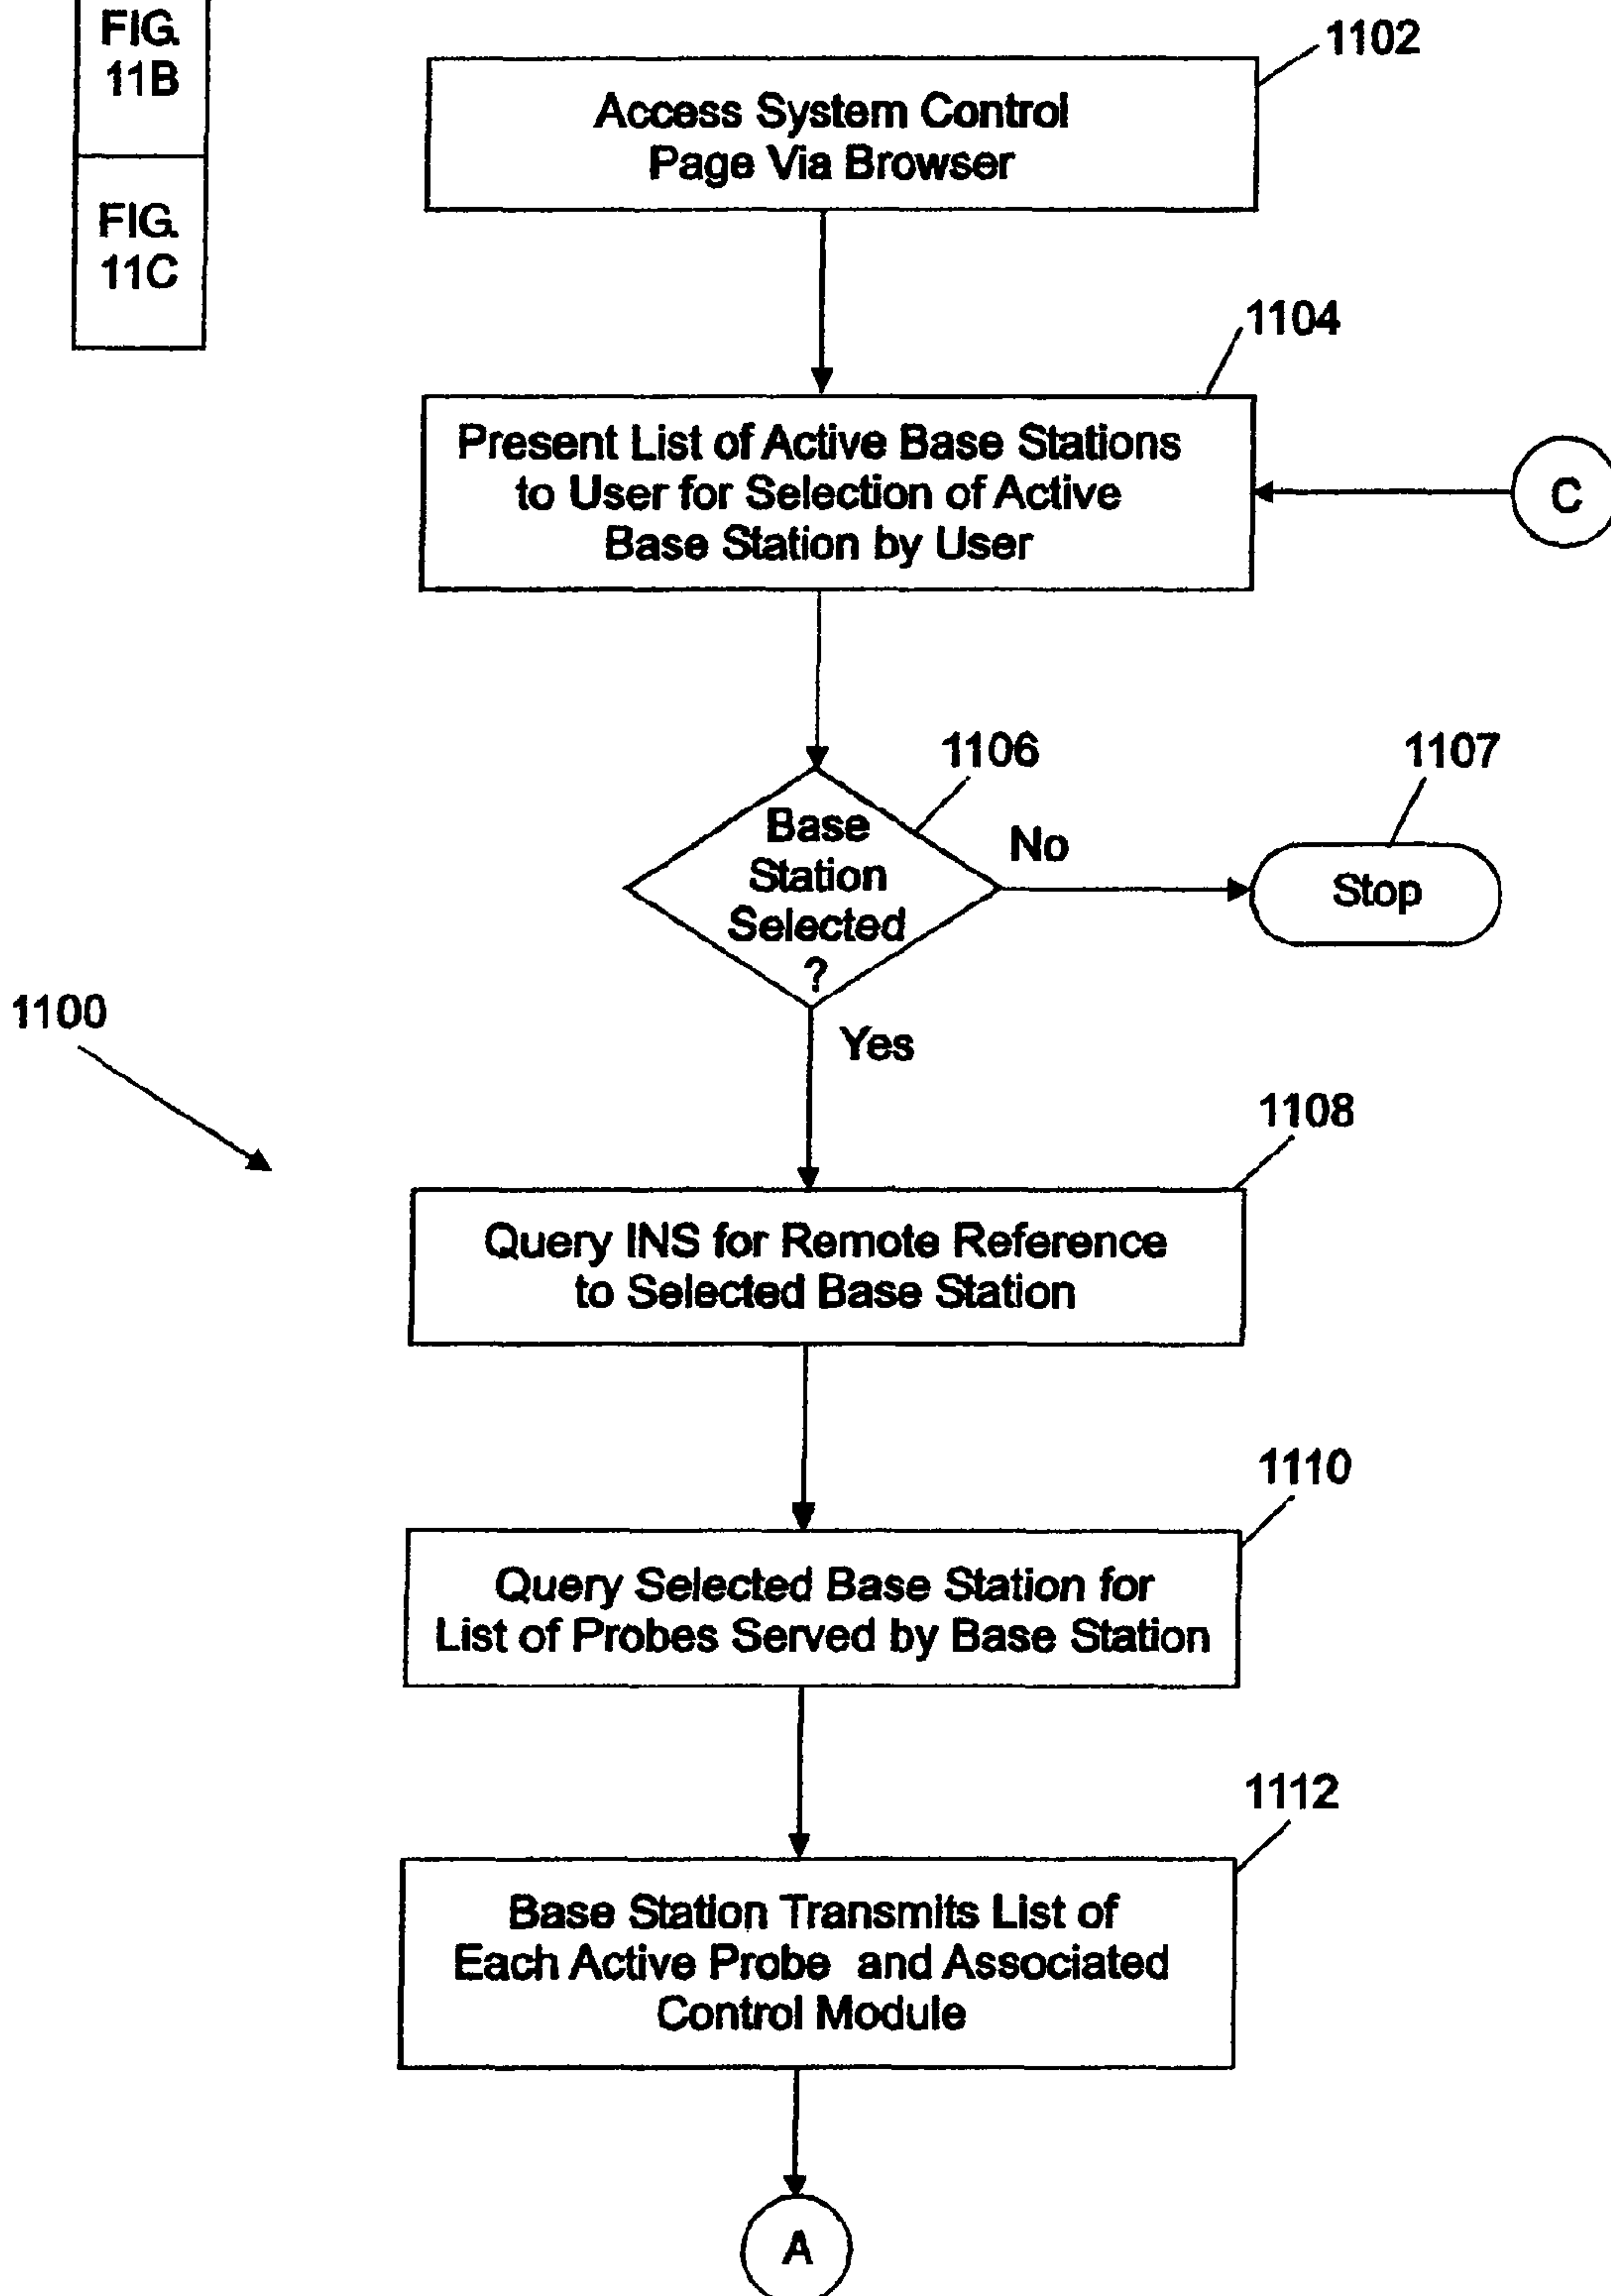 FIG.
11B
FIG.
11C
1102
Access System Control
Page Via Browser
1104
Present List of Active Base Stations
to User for Selection of Active
Base Station by User
C
1106
Base
Station
Selected
?
No
1107
Stop
Yes
1100
1108
Query INS for Remote Reference
to Selected Base Station
1110
Query Selected Base Station for
List of Probes Served by Base Station
1112
Base Station Transmits List of
Each Active Probe and Associated
Control Module
A